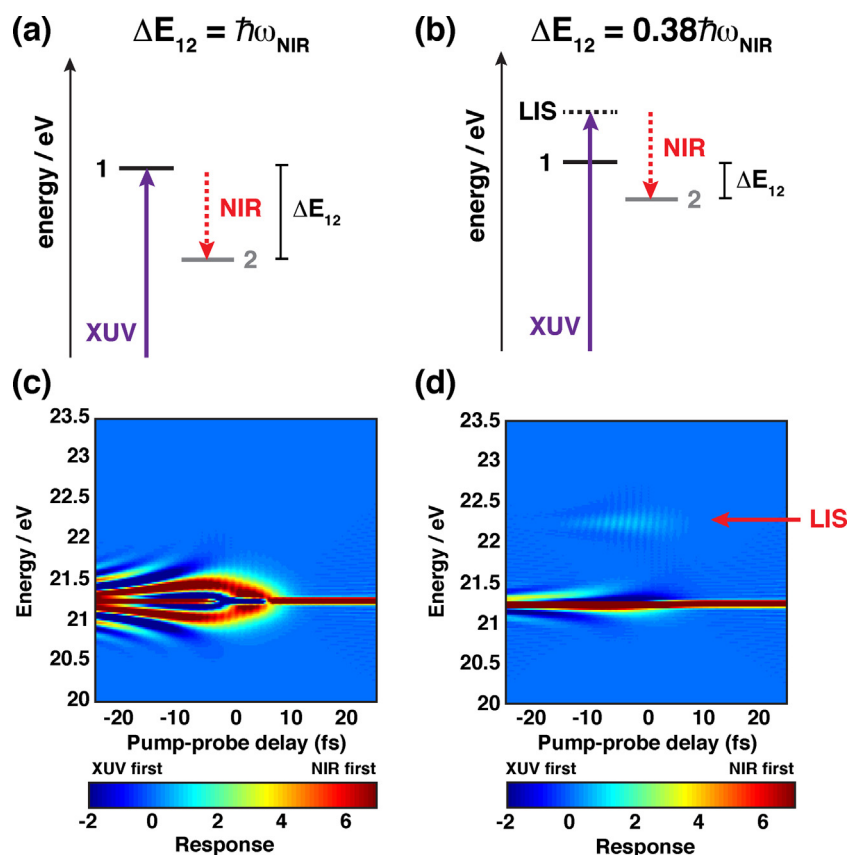 (a) ΔE₁₂ = ℏω_NIR
energy / eV
1
NIR
ΔE₁₂
2
XUV
(b) ΔE₁₂ = 0.38ℏω_NIR
energy / eV
LIS
1
NIR
ΔE₁₂
2
XUV
(c)
Energy / eV
23.5
23
22.5
22
21.5
21
20.5
20
-20 -10 0 10 20
Pump-probe delay (fs)
XUV first NIR first
-2 0 2 4 6
Response
(d)
Energy / eV
23.5
23
22.5
22
21.5
21
20.5
20
LIS
-20 -10 0 10 20
Pump-probe delay (fs)
XUV first NIR first
-2 0 2 4 6
Response